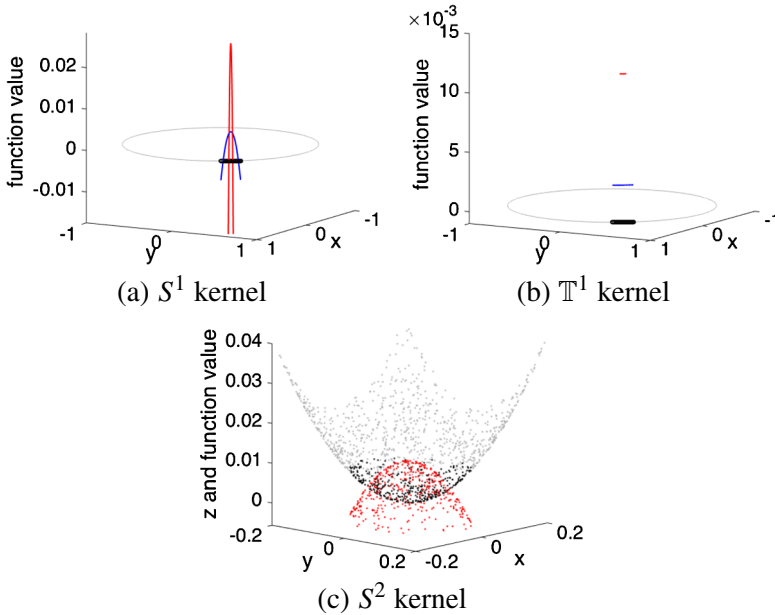 ×10⁻³
function value
0.02
0.01
0
-0.01
-1
0
y
1
1
0
x
-1
function value
15
10
5
0
-1
0
y
1
1
0
x
-1
(a) S¹ kernel
(b) 𝕋¹ kernel
z and function value
0.04
0.03
0.02
0.01
0
-0.2
0
y
0.2
-0.2
0
x
0.2
(c) S² kernel